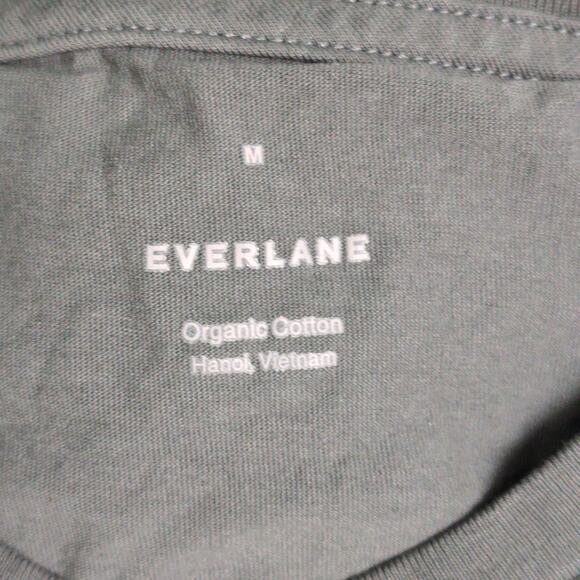 M
EVERLANE
Organic Cotton
Hanoi, Vietnam